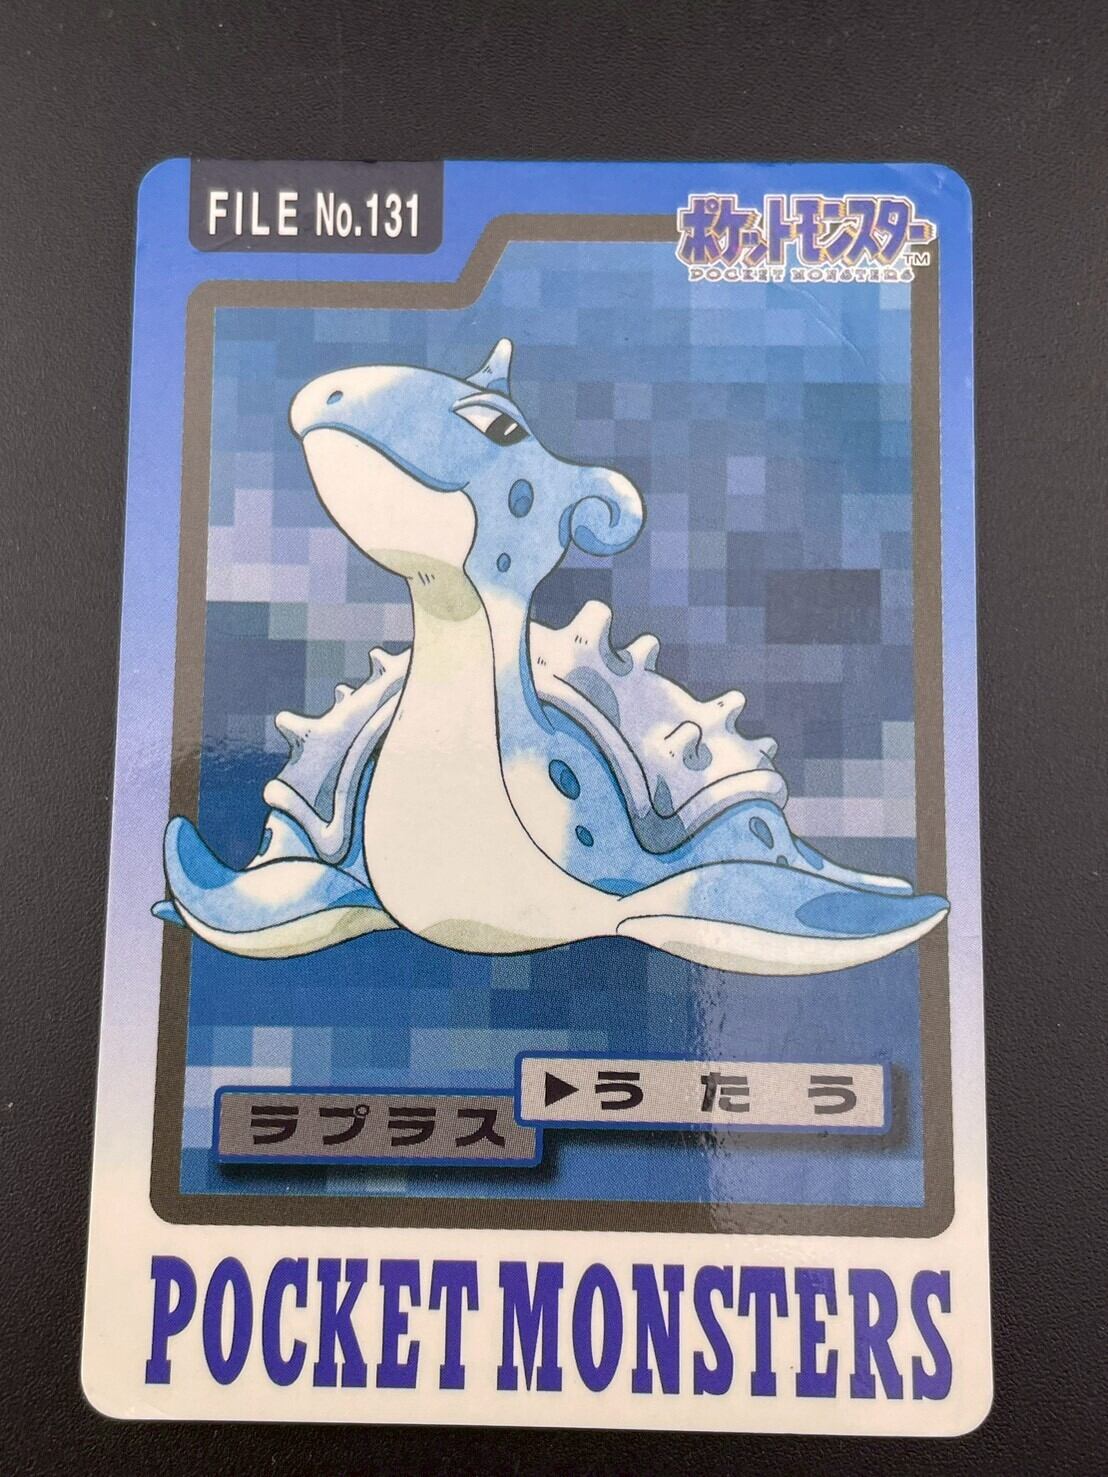 FILE No.131
ポケットモンスター TM
POCKET MONSTERS
▶うたう
ラプラス
POCKET MONSTERS